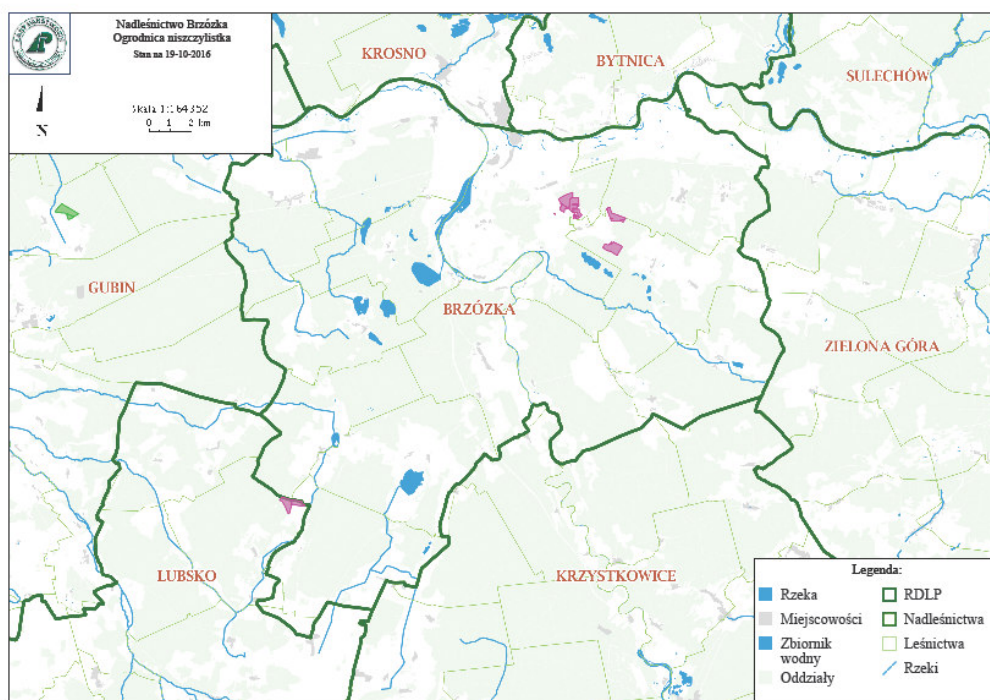 Nadleśnictwo Brzózka
Ogrodnica niszczylistka
Stan na 19-10-2016
Skala 1:164352
0 1 2 km
N
KROSNO
BYTNICA
SULECHÓW
GUBIN
BRZÓZKA
ZIELONA GÓRA
LUBSKO
KRZYSTKOWICE
Legenda:
Rzeka
Miejscowości
Zbiornik
wodny
Oddziały
RDLP
Nadleśnictwa
Leśnictwa
Rzeki